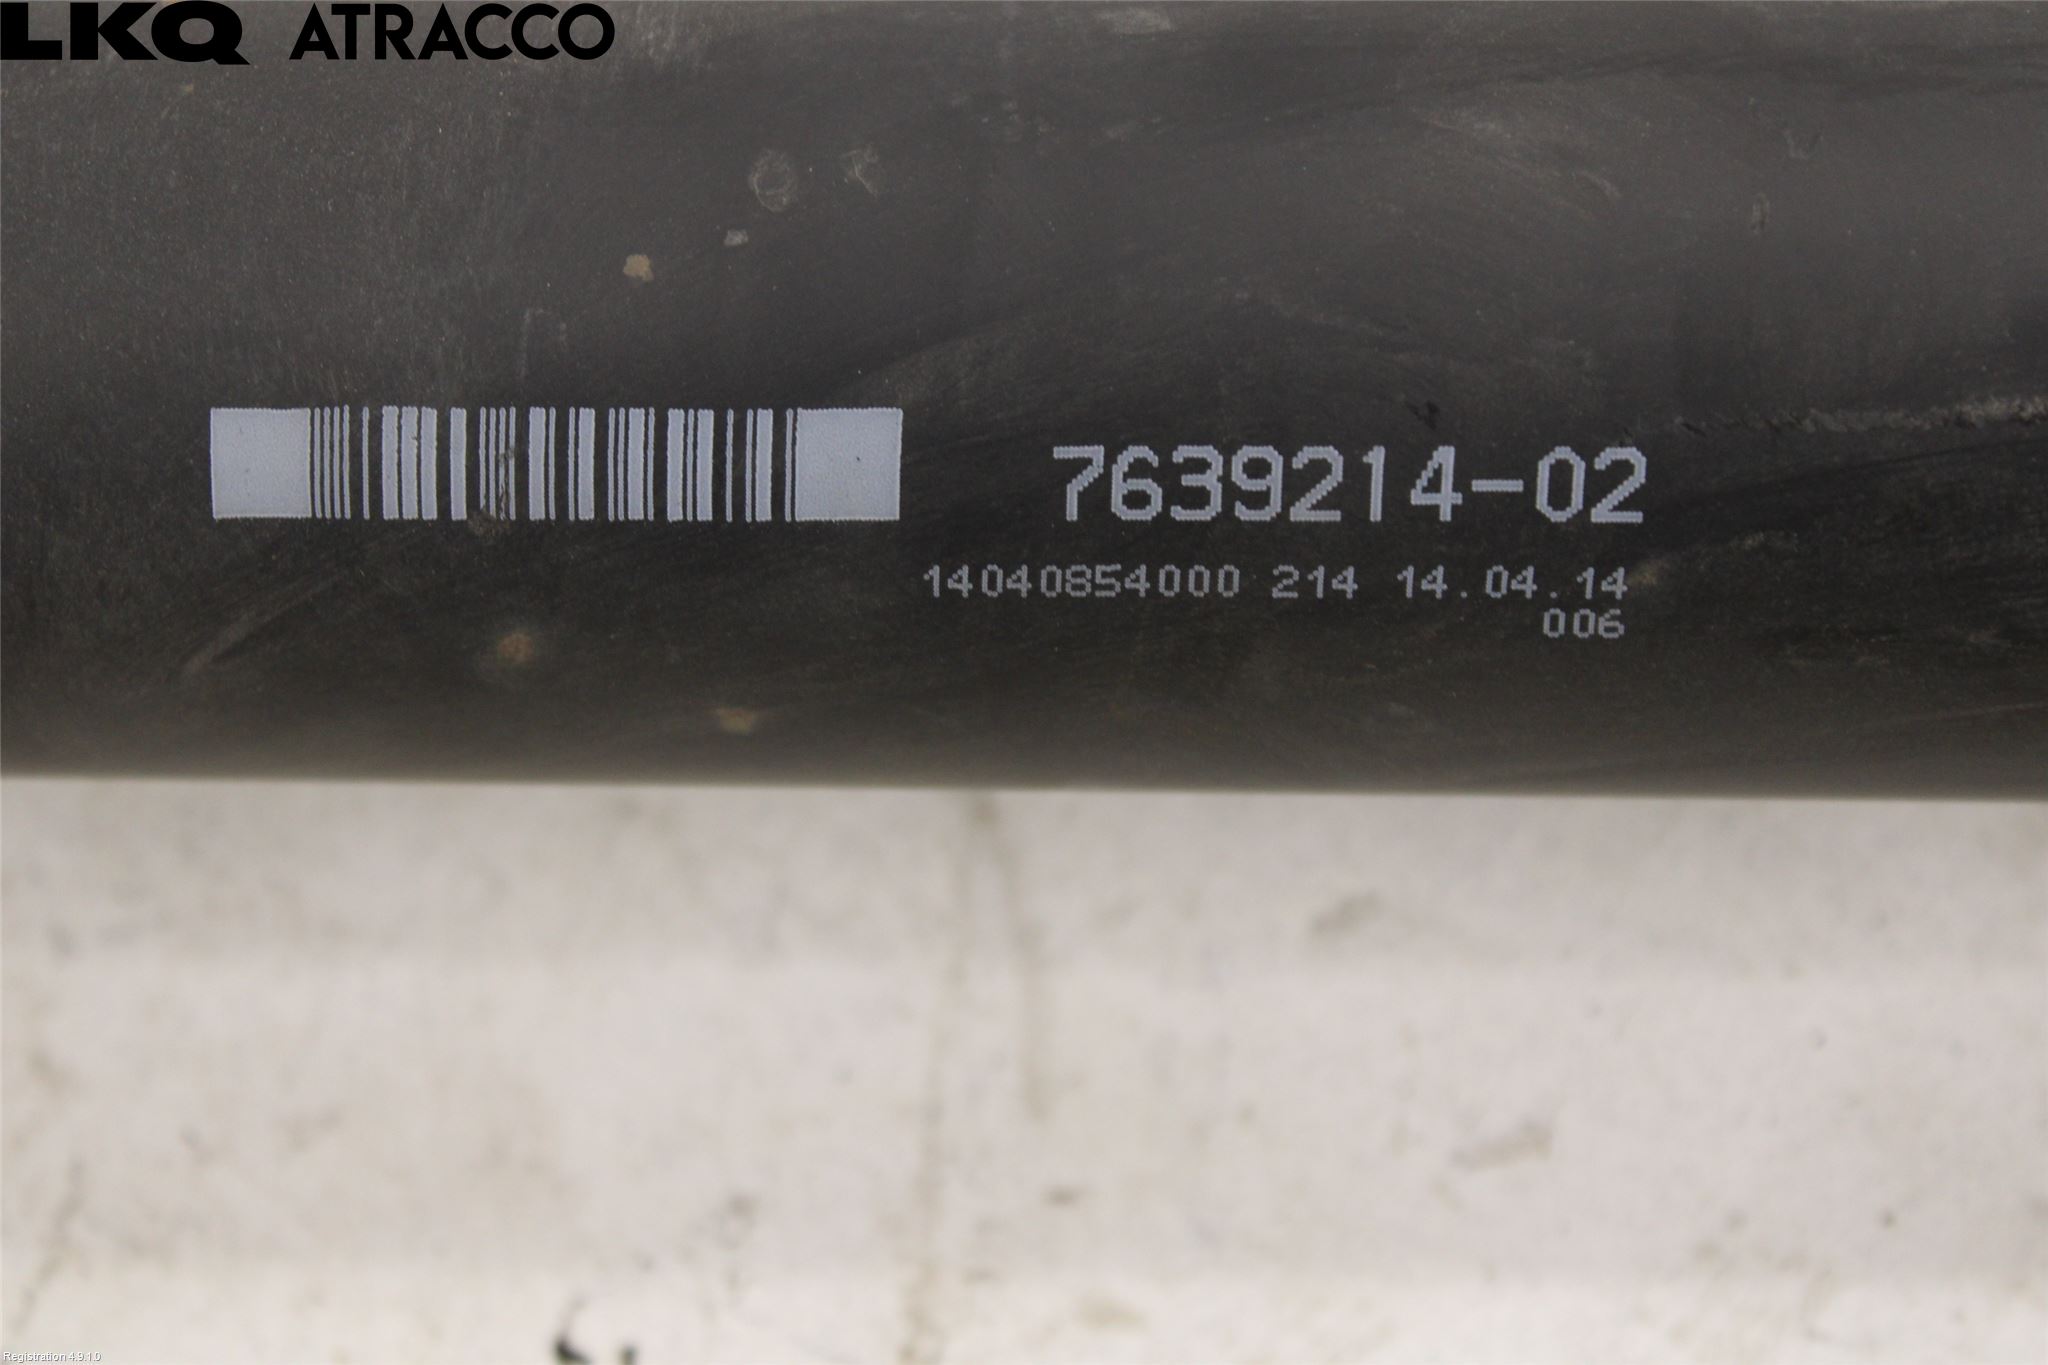 LKQ ATRACCO
7639214-02
14040854000 214 14.04.14
006
Registration 4.9.1.0